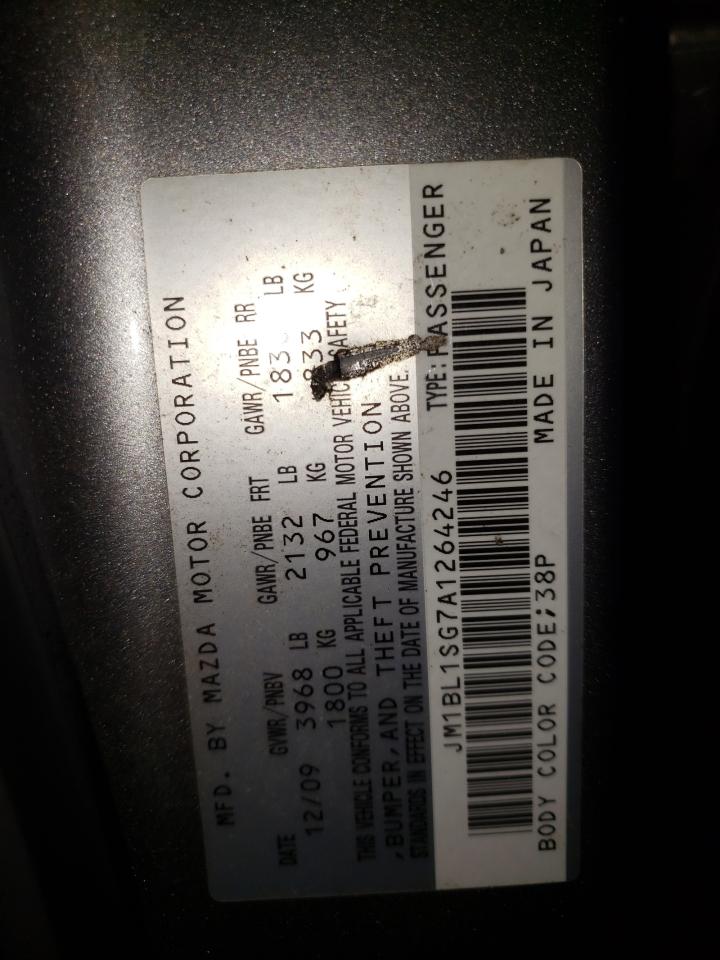 MFD. BY MAZDA MOTOR CORPORATION
DATE GVWR/PNBV GAWR/PNBE FRT GAWR/PNBE RR
12/09 3968 LB 2132 LB LB.
1800 KG 967 KG 833 KG
THIS VEHICLE CONFORMS TO ALL APPLICABLE FEDERAL MOTOR VEHICLE SAFETY
,BUMPER,AND THEFT PREVENTION
STANDARDS IN EFFECT ON THE DATE OF MANUFACTURE SHOWN ABOVE.
JM1BL1SG7A1264246 TYPE:PASSENGER
BODY COLOR CODE;38P MADE IN JAPAN